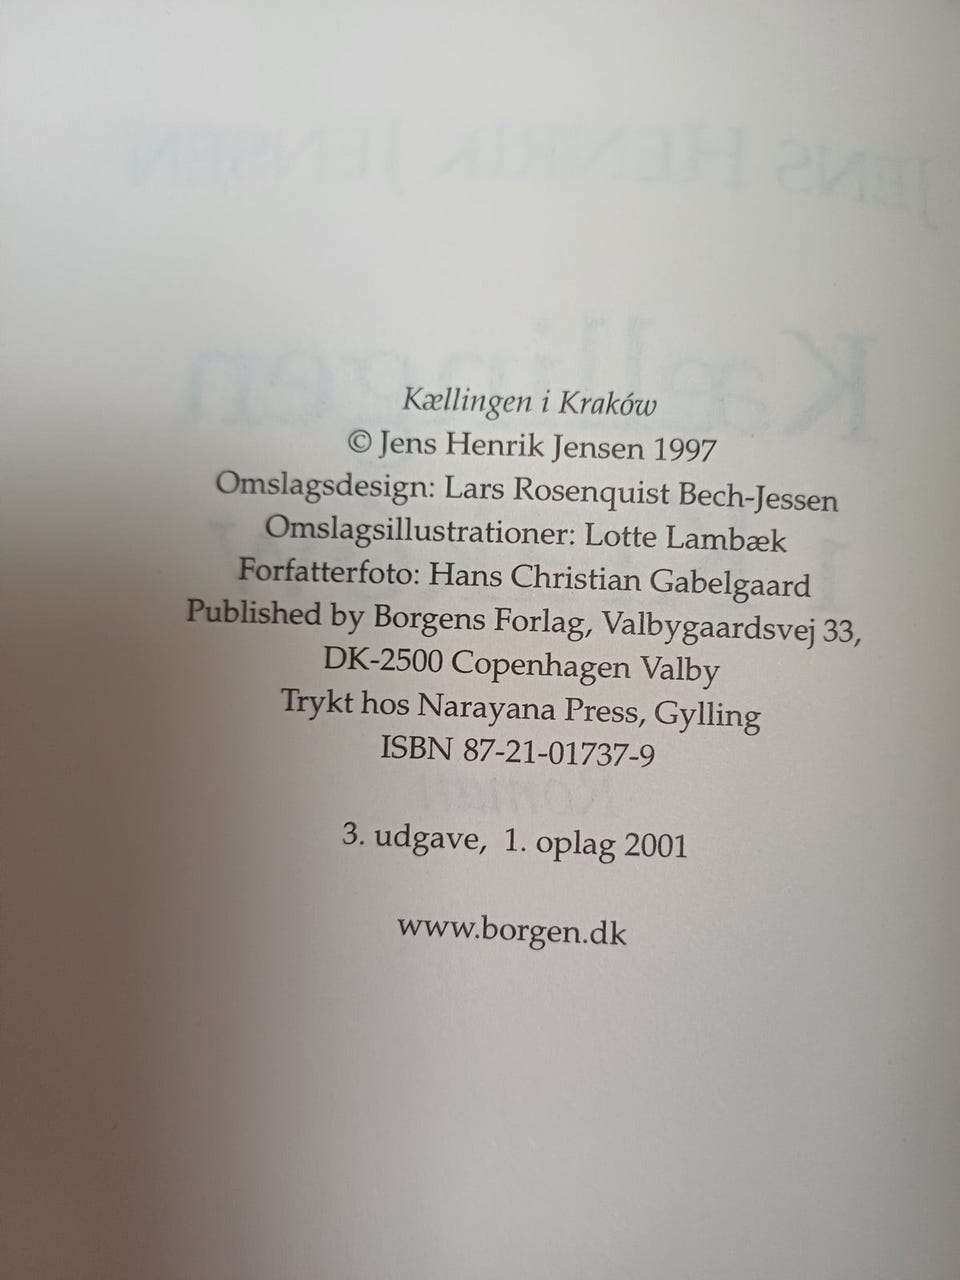 Kællingen i Kraków
© Jens Henrik Jensen 1997
Omslagsdesign: Lars Rosenquist Bech-Jessen
Omslagsillustrationer: Lotte Lambæk
Forfatterfoto: Hans Christian Gabelgaard
Published by Borgens Forlag, Valbygaardsvej 33,
DK-2500 Copenhagen Valby
Trykt hos Narayana Press, Gylling
ISBN 87-21-01737-9
3. udgave, 1. oplag 2001
www.borgen.dk